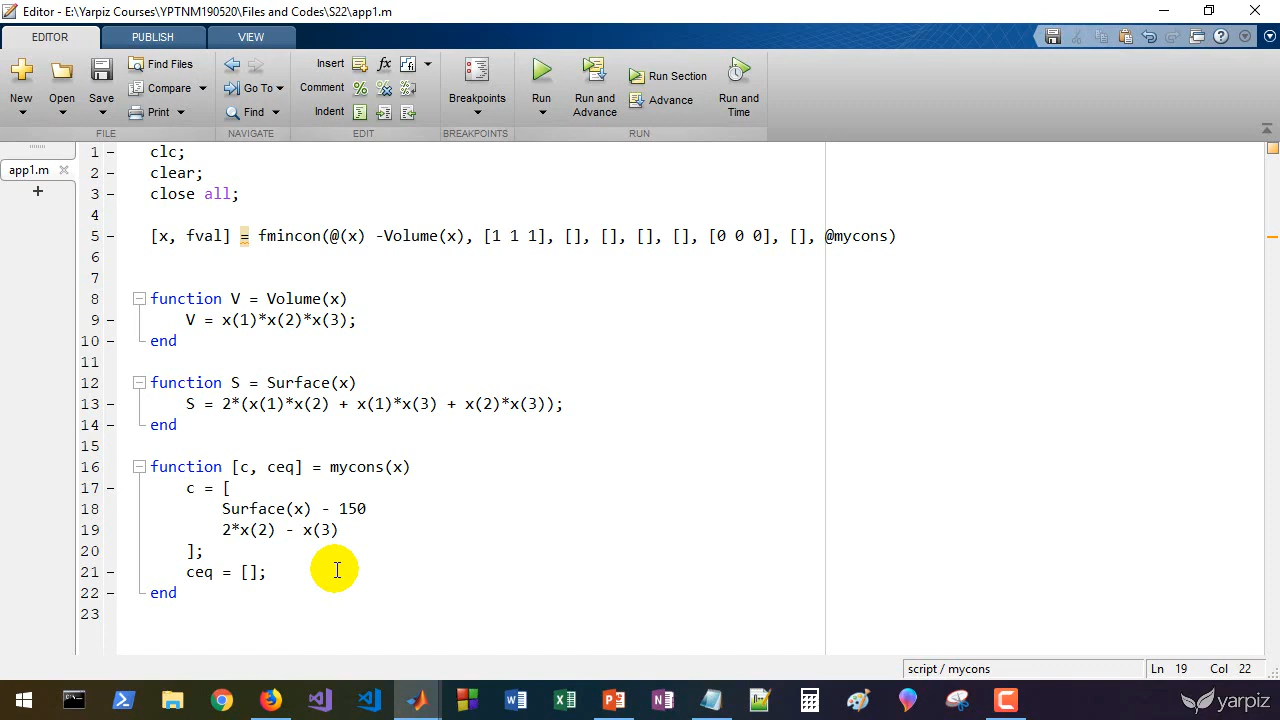 Editor - E:\Yarpiz Courses\YPTNM190520\Files and Codes\S22\app1.m
EDITOR PUBLISH VIEW
New Open Save Find Files Compare Print
Go To Find
Insert Comment Indent
Breakpoints
Run Run and Advance Run Section Advance Run and Time
FILE NAVIGATE EDIT BREAKPOINTS RUN
app1.m
1 clc;
2 clear;
3 close all;
4
5 [x, fval] = fmincon(@(x) -Volume(x), [1 1 1], [], [], [], [], [0 0 0], [], @mycons)
6
7
8 function V = Volume(x)
9 V = x(1)*x(2)*x(3);
10 end
11
12 function S = Surface(x)
13 S = 2*(x(1)*x(2) + x(1)*x(3) + x(2)*x(3));
14 end
15
16 function [c, ceq] = mycons(x)
17 c = [
18 Surface(x) - 150
19 2*x(2) - x(3)
20 ];
21 ceq = [];
22 end
23
script / mycons Ln 19 Col 22
yarpiz